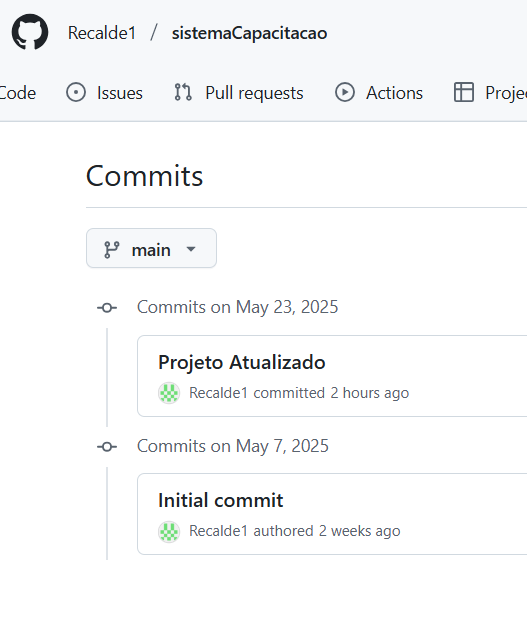 Recalde1 / sistemaCapacitacao
Code Issues Pull requests Actions
Commits
main
Commits on May 23, 2025
Projeto Atualizado
Recalde1 committed 2 hours ago
Commits on May 7, 2025
Initial commit
Recalde1 authored 2 weeks ago